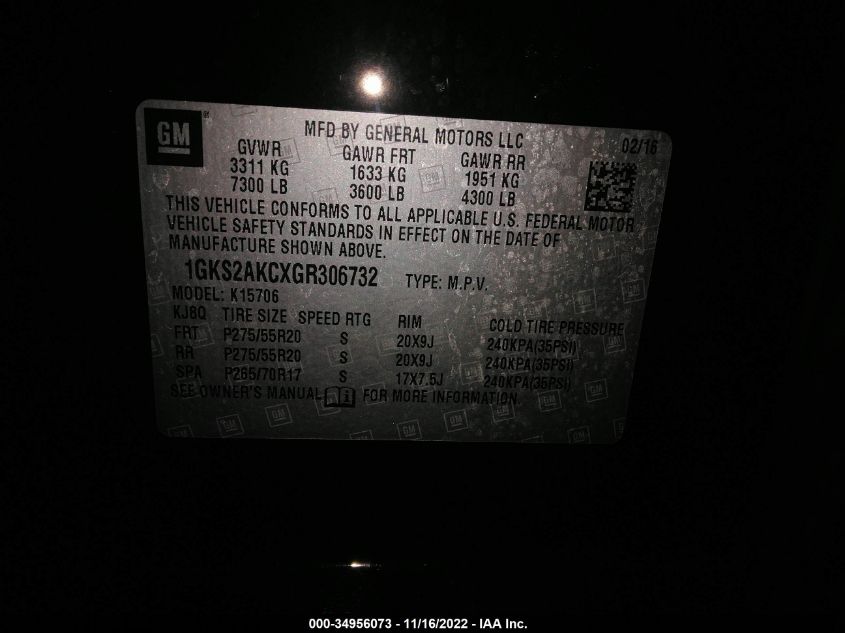 GM
MFD BY GENERAL MOTORS LLC
02/16
GVWR GAWR FRT GAWR RR
3311 KG 1633 KG 1951 KG
7300 LB 3600 LB 4300 LB
THIS VEHICLE CONFORMS TO ALL APPLICABLE U.S. FEDERAL MOTOR
VEHICLE SAFETY STANDARDS IN EFFECT ON THE DATE OF
MANUFACTURE SHOWN ABOVE.
1GKS2AKCXGR306732 TYPE: M.P.V.
MODEL: K15706
KJ8Q TIRE SIZE SPEED RTG RIM COLD TIRE PRESSURE
FRT P275/55R20 S 20X9J 240KPA(35PSI)
RR P275/55R20 S 20X9J 240KPA(35PSI)
SPA P265/70R17 S 17X7.5J 240KPA(35PSI)
SEE OWNER'S MANUAL FOR MORE INFORMATION.
000-34956073 - 11/16/2022 - IAA Inc.